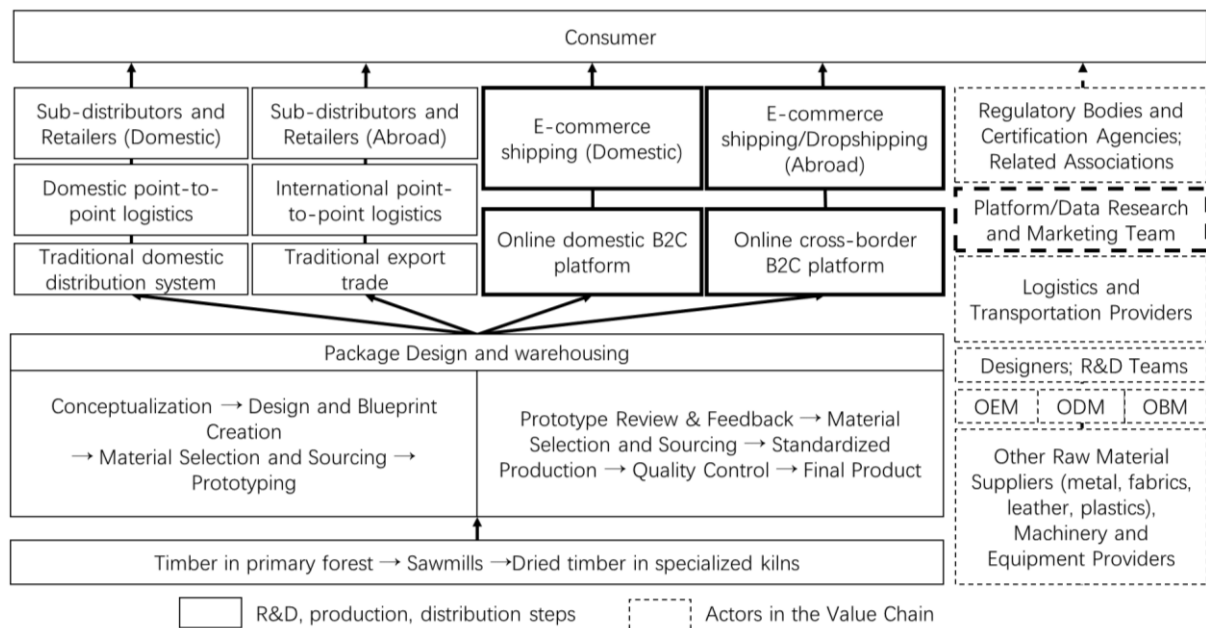 Consumer
Sub-distributors and
Retailers (Domestic)
Domestic point-to-
point logistics
Traditional domestic
distribution system
Sub-distributors and
Retailers (Abroad)
International point-
to-point logistics
Traditional export
trade
E-commerce
shipping (Domestic)
Online domestic B2C
platform
E-commerce
shipping/Dropshipping
(Abroad)
Online cross-border
B2C platform
Regulatory Bodies and
Certification Agencies;
Related Associations
Platform/Data Research
and Marketing Team
Logistics and
Transportation Providers
Designers; R&D Teams
OEM ODM OBM
Other Raw Material
Suppliers (metal, fabrics,
leather, plastics),
Machinery and
Equipment Providers
Package Design and warehousing
Conceptualization → Design and Blueprint
Creation
→ Material Selection and Sourcing →
Prototyping
Prototype Review & Feedback → Material
Selection and Sourcing → Standardized
Production → Quality Control → Final Product
Timber in primary forest → Sawmills →Dried timber in specialized kilns
R&D, production, distribution steps
Actors in the Value Chain